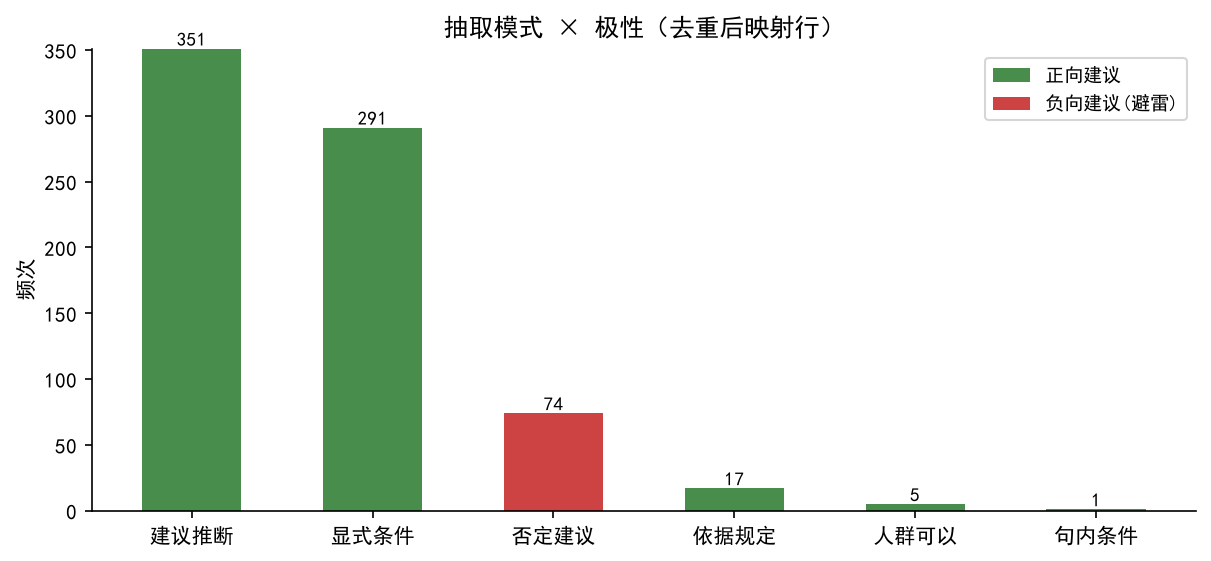 抽取模式 × 极性（去重后映射行）
正向建议
负向建议(避雷)
频次
350
300
250
200
150
100
50
0
351
291
74
17
5
1
建议推断
显式条件
否定建议
依据规定
人群可以
句内条件